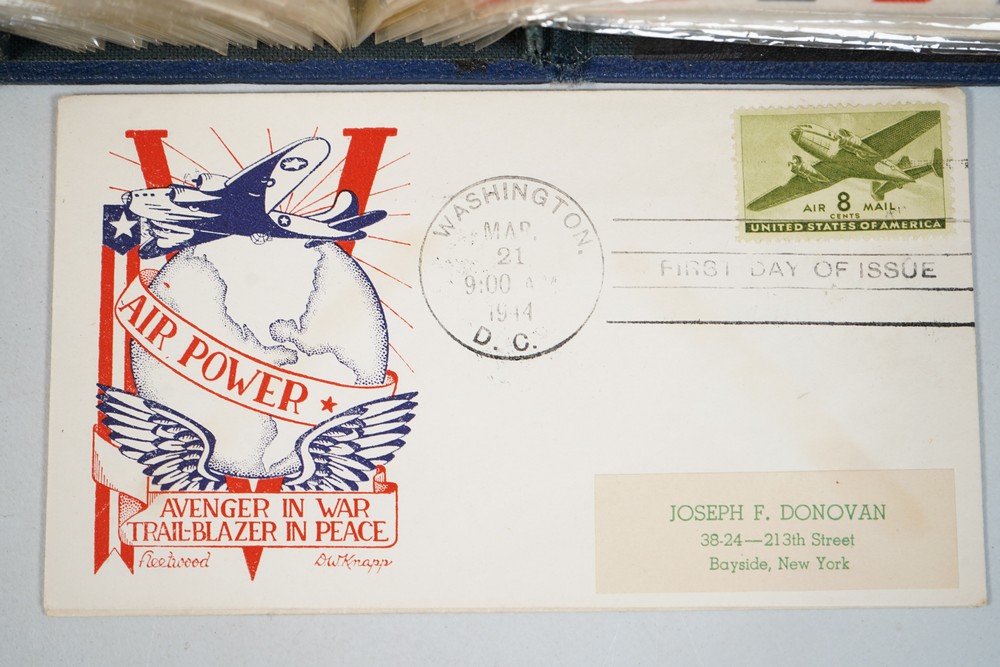 AIR POWER
AVENGER IN WAR
TRAIL-BLAZER IN PEACE
Fleetwood
DWKnapp
WASHINGTON.
MAR.
21
9:00 AM
1944
D. C.
AIR 8 MAIL
CENTS
UNITED STATES OF AMERICA
FIRST DAY OF ISSUE
JOSEPH F. DONOVAN
38-24—213th Street
Bayside, New York